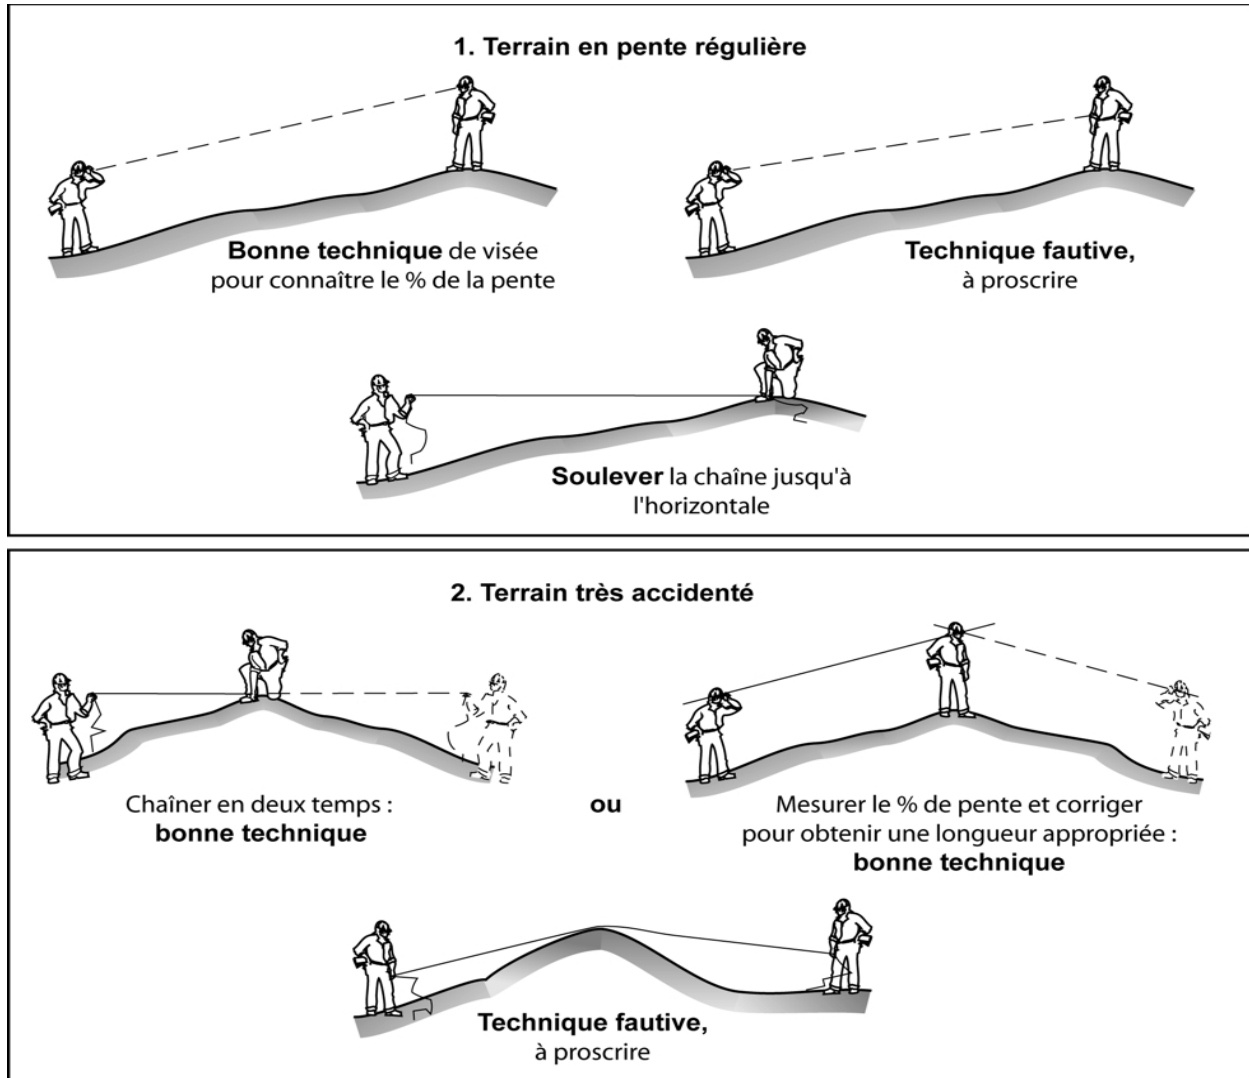 1. Terrain en pente régulière
Bonne technique de visée
pour connaître le % de la pente
Technique fautive,
à proscrire
Soulever la chaîne jusqu'à
l'horizontale
2. Terrain très accidenté
Chaîner en deux temps :
bonne technique
ou
Mesurer le % de pente et corriger
pour obtenir une longueur appropriée :
bonne technique
Technique fautive,
à proscrire